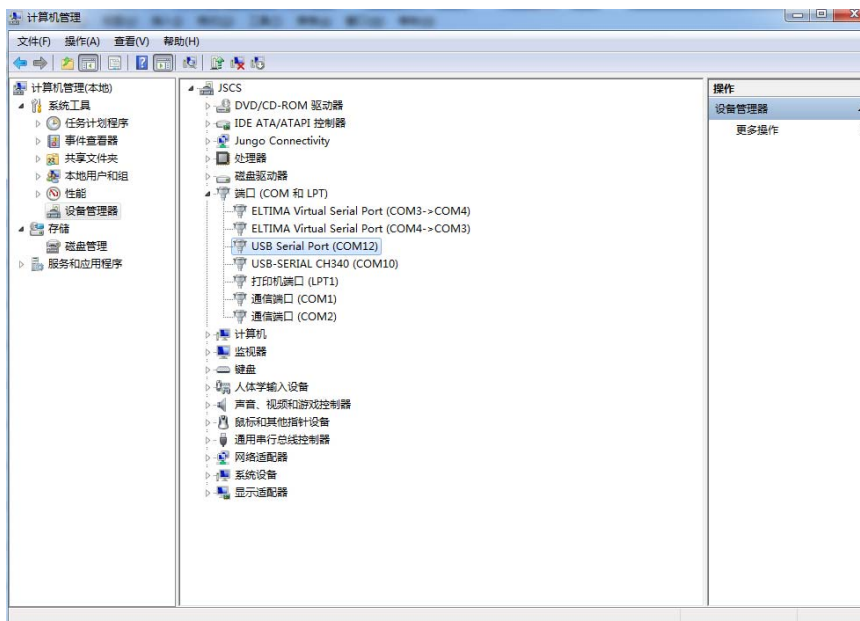 计算机管理
文件(F) 操作(A) 查看(V) 帮助(H)
计算机管理(本地)
系统工具
任务计划程序
事件查看器
共享文件夹
本地用户和组
性能
设备管理器
存储
磁盘管理
服务和应用程序
JSCS
DVD/CD-ROM 驱动器
IDE ATA/ATAPI 控制器
Jungo Connectivity
处理器
磁盘驱动器
端口 (COM 和 LPT)
ELTIMA Virtual Serial Port (COM3->COM4)
ELTIMA Virtual Serial Port (COM4->COM3)
USB Serial Port (COM12)
USB-SERIAL CH340 (COM10)
打印机端口 (LPT1)
通信端口 (COM1)
通信端口 (COM2)
计算机
监视器
键盘
人体学输入设备
声音、视频和游戏控制器
鼠标和其他指针设备
通用串行总线控制器
网络适配器
系统设备
显示适配器
操作
设备管理器
更多操作